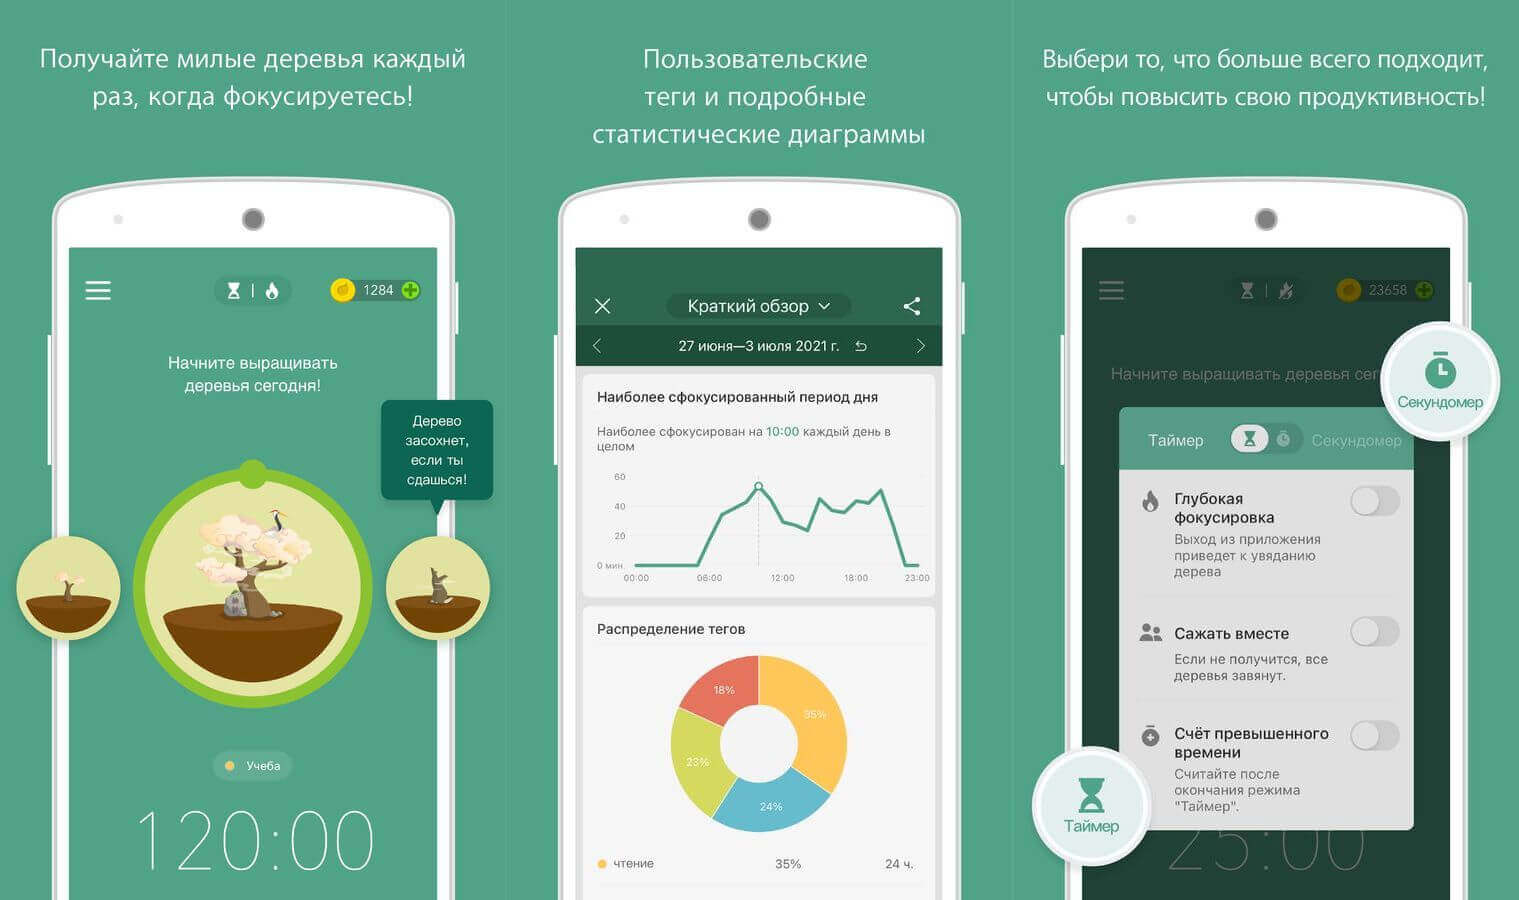 Получайте милые деревья каждый
раз, когда фокусируетесь!
1284
Начните выращивать
деревья сегодня!
Дерево
засохнет,
если ты
сдашься!
Учеба
120:00
Пользовательские
теги и подробные
статистические диаграммы
Краткий обзор
27 июня—3 июля 2021 г.
Наиболее сфокусированный период дня
Наиболее сфокусирован на 10:00 каждый день в
целом
60
40
20
0 мин.
00:00 06:00 12:00 18:00 23:00
Распределение тегов
18%
35%
23%
24%
чтение 35% 24 ч.
Выбери то, что больше всего подходит,
чтобы повысить свою продуктивность!
23658
Начните выращивать деревья сег
Секундомер
Таймер Секундомер
Глубокая
фокусировка
Выход из приложения
приведет к увяданию
дерева
Сажать вместе
Если не получится, все
деревья завянут.
Счёт превышенного
времени
Считайте после
окончания режима
"Таймер".
Таймер
25:00